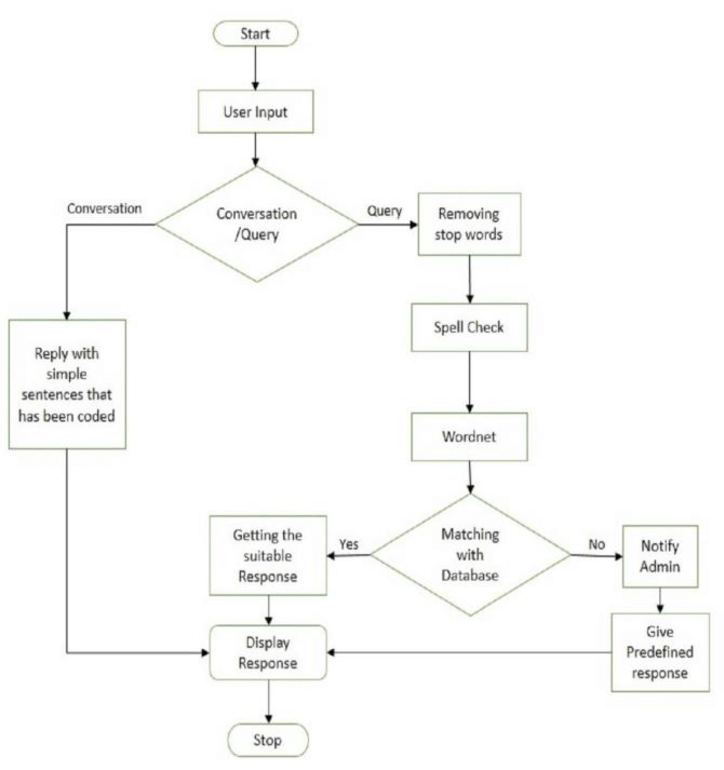 Start
User Input
Conversation
Conversation
/Query
Query
Removing
stop words
Spell Check
Reply with
simple
sentences that
has been coded
Wordnet
Getting the
suitable
Response
Yes
Matching
with
Database
No
Notify
Admin
Display
Response
Give
Predefined
response
Stop